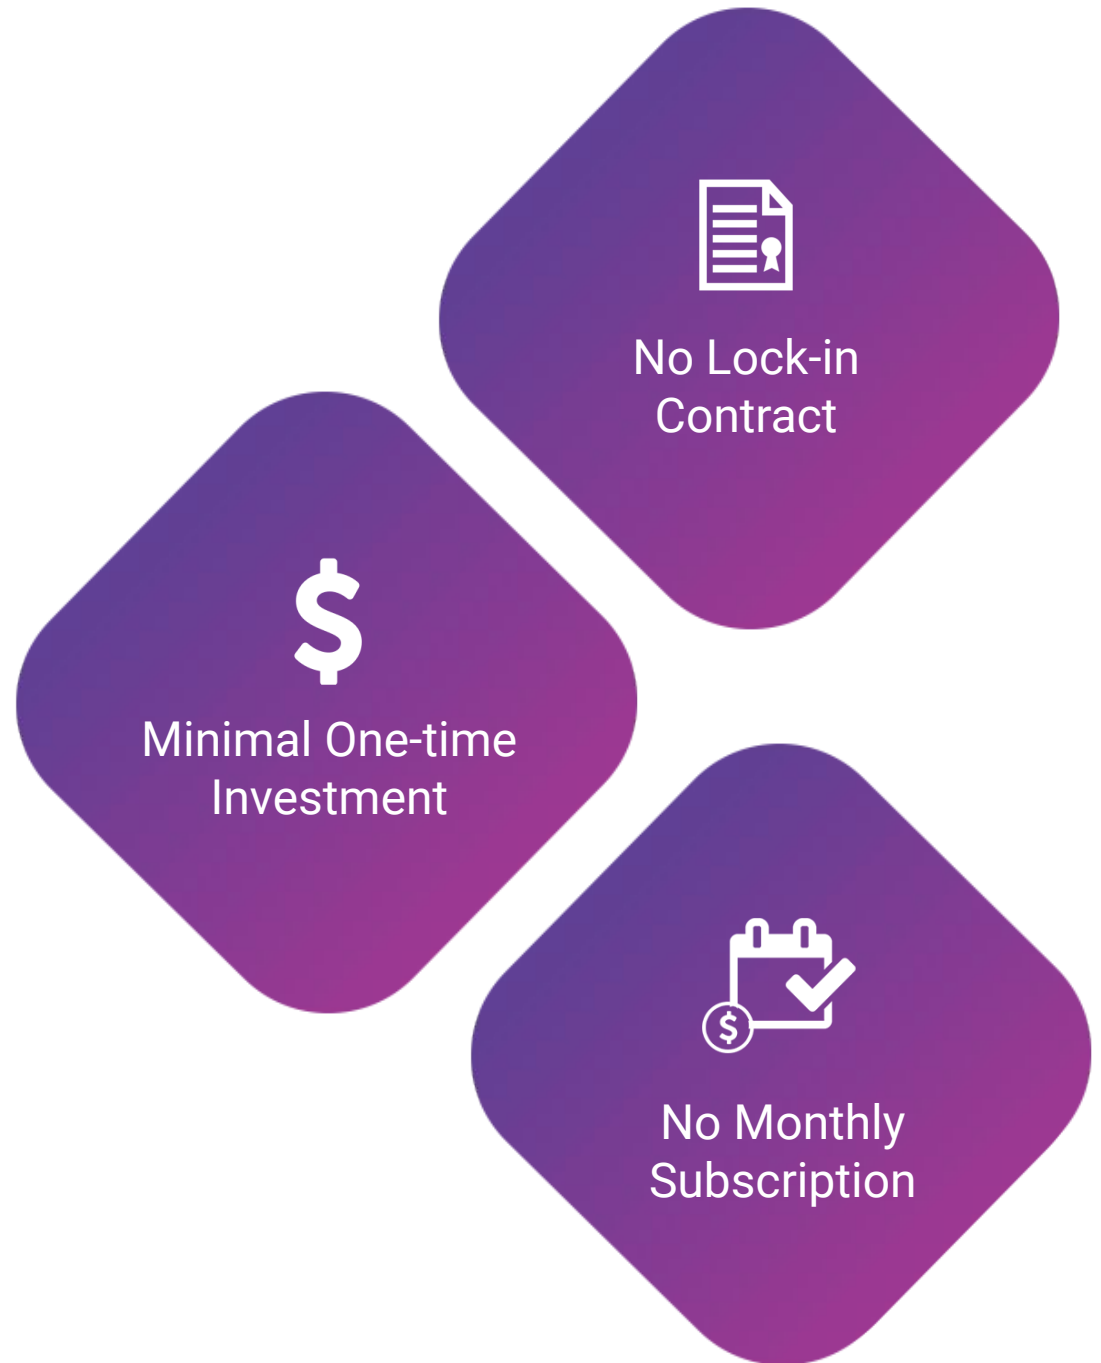 No Lock-in
Contract
$
Minimal One-time
Investment
$
No Monthly
Subscription